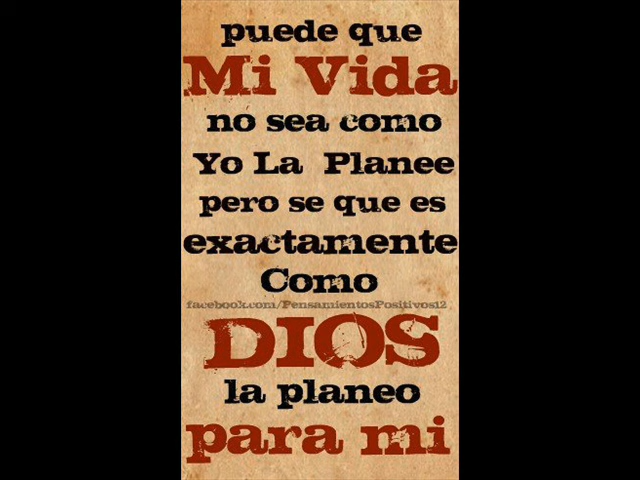 puede que
Mi Vida
no sea como
Yo La Planee
pero se que es
exactamente
Como
facebook.com/PensamientosPositivos12
DIOS
la planeo
para mi